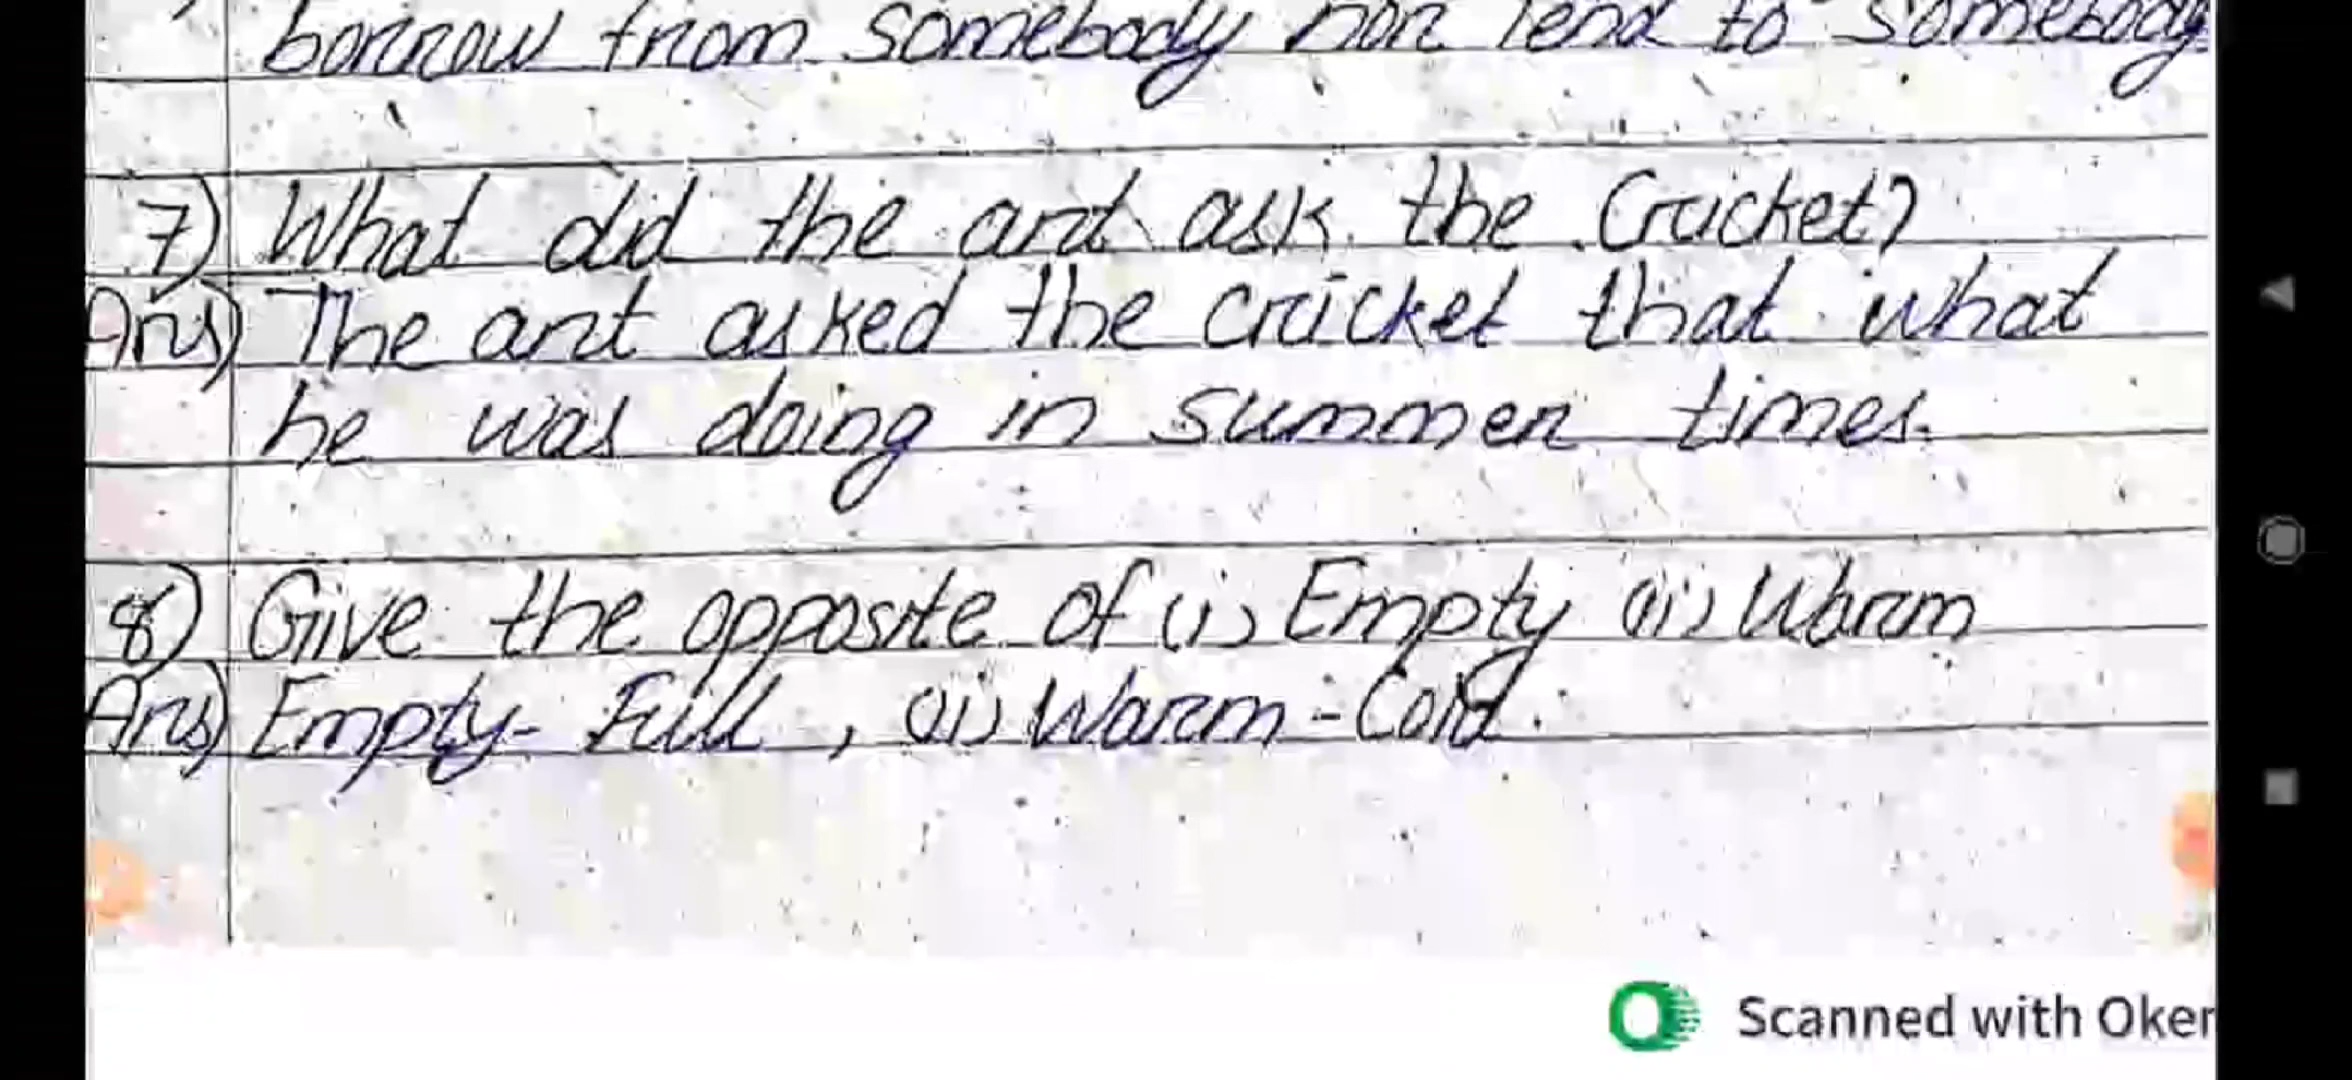 borrow from somebody nor lend to somebody.
7) What did the ant ask the Cricket?
Ans) The ant asked the cricket that what
he was doing in summer times.
8) Give the opposite of (i) Empty (ii) Warm
Ans) Empty- Full, (ii) Warm - Cold.
Scanned with Oker